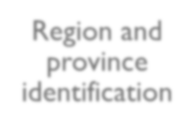 Region and
province
identification